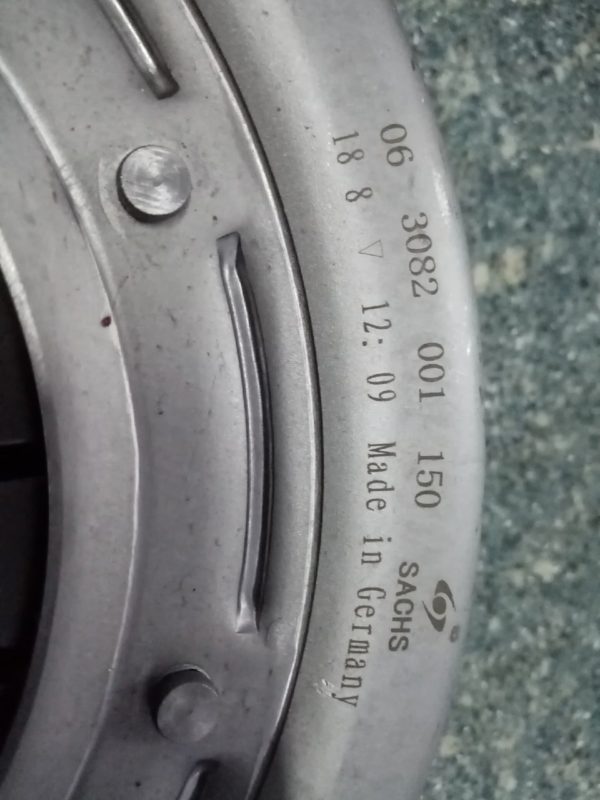 06 3082 001 150
18 8 ▽ 12: 09 Made in Germany
SACHS